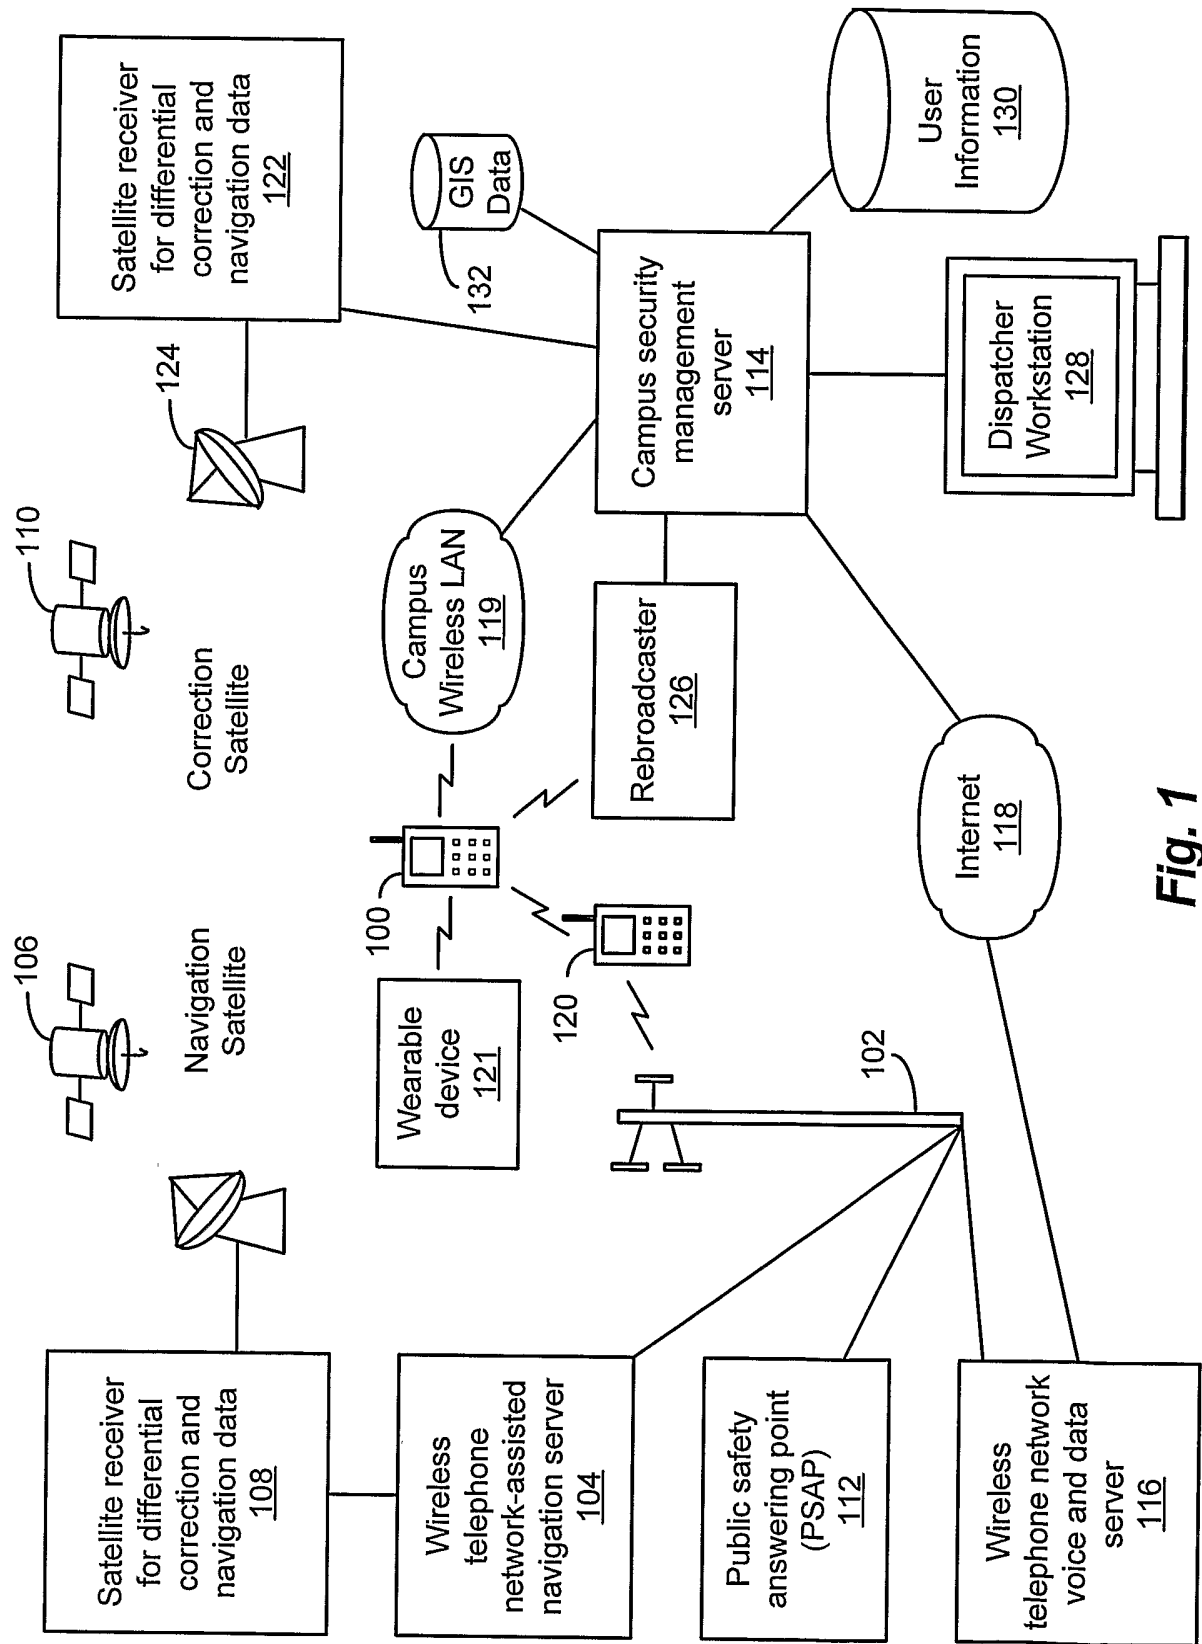 106
110
Navigation
Satellite
Correction
Satellite
124
Satellite receiver
for differential
correction and
navigation data
108
Satellite receiver
for differential
correction and
navigation data
122
Wireless
telephone
network-assisted
navigation server
104
Wearable
device
121
100
120
Campus
Wireless LAN
119
132
GIS
Data
Public safety
answering point
(PSAP)
112
102
Rebroadcaster
126
Campus security
management
server
114
User
Information
130
Wireless
telephone network
voice and data
server
116
Internet
118
Dispatcher
Workstation
128
Fig. 1